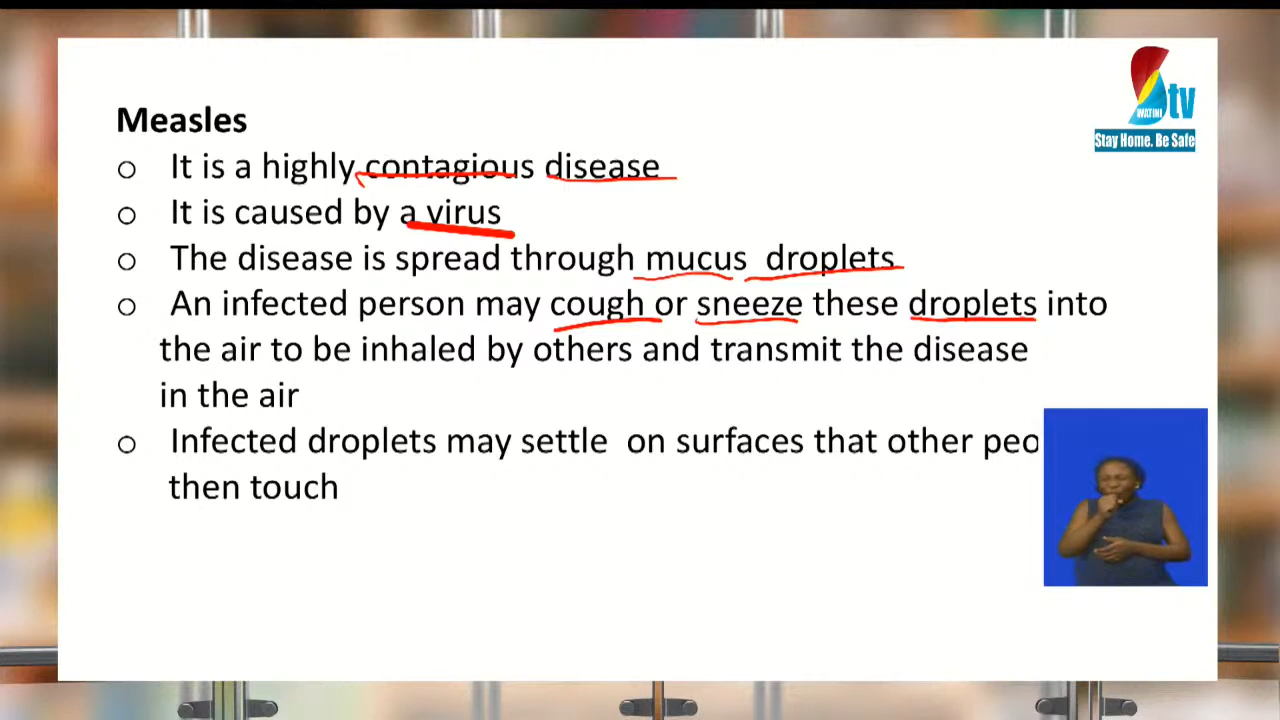 Measles
o It is a highly contagious disease
o It is caused by a virus
o The disease is spread through mucus droplets
o An infected person may cough or sneeze these droplets into
the air to be inhaled by others and transmit the disease
in the air
o Infected droplets may settle on surfaces that other peo
then touch
tv
WATINI
Stay Home. Be Safe